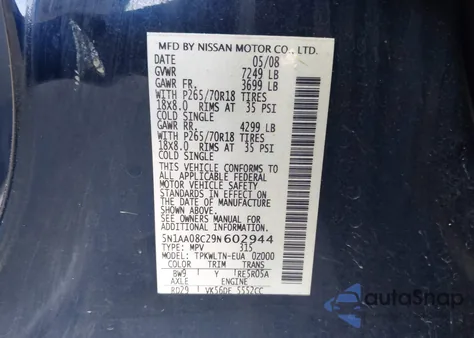 MFD BY NISSAN MOTOR CO., LTD.
DATE 05/08
GVWR 7249 LB
GAWR FR. 3699 LB
WITH P265/70R18 TIRES
18x8.0 RIMS AT 35 PSI
COLD SINGLE
GAWR RR. 4299 LB
WITH P265/70R18 TIRES
18x8.0 RIMS AT 35 PSI
COLD SINGLE
THIS VEHICLE CONFORMS TO
ALL APPLICABLE FEDERAL
MOTOR VEHICLE SAFETY
STANDARDS IN EFFECT ON
THE DATE OF MANUFACTURE
SHOWN ABOVE.
SEE OWNERS MANUAL FOR
ADDITIONAL INFORMATION
5N1AA08C29N602944
TYPE: MPV 315
MODEL: TPKWLTN-EUA 02000
COLOR TRIM TRANS
BW9 Y RE5R05A
AXLE ENGINE
RD29 VK56DE 5552CC
AutoSnap